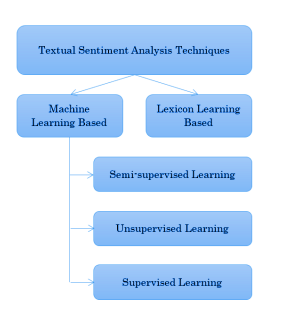 Textual Sentiment Analysis Techniques
Machine
Learning Based
Lexicon Learning
Based
Semi-supervised Learning
Unsupervised Learning
Supervised Learning